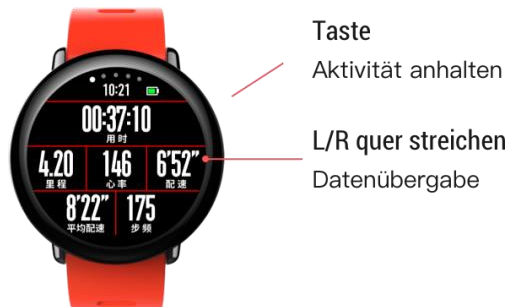 10:21
00:37:10
用时
4.20 146 6'52"
里程 心率 配速
8'22" 175
平均配速 步频
Taste
Aktivität anhalten
L/R quer streichen
Datenübergabe